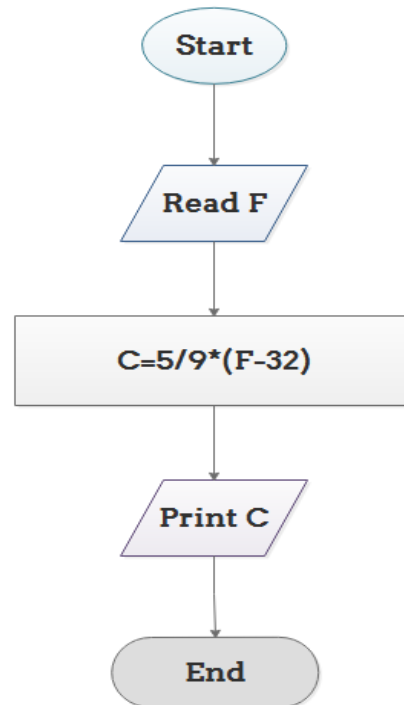 Start
Read F
C=5/9*(F-32)
Print C
End